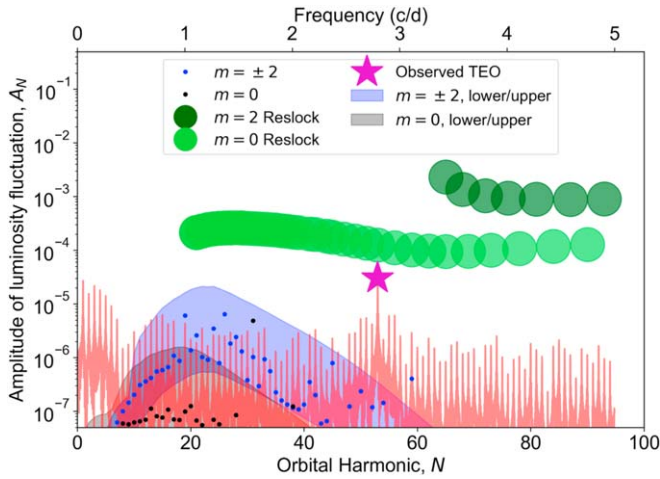 Frequency (c/d)
0 1 2 3 4 5
m = ±2
m = 0
m = 2 Reslock
m = 0 Reslock
Observed TEO
m = ±2, lower/upper
m = 0, lower/upper
Amplitude of luminosity fluctuation, A_N
10⁻¹
10⁻²
10⁻³
10⁻⁴
10⁻⁵
10⁻⁶
10⁻⁷
0 20 40 60 80 100
Orbital Harmonic, N